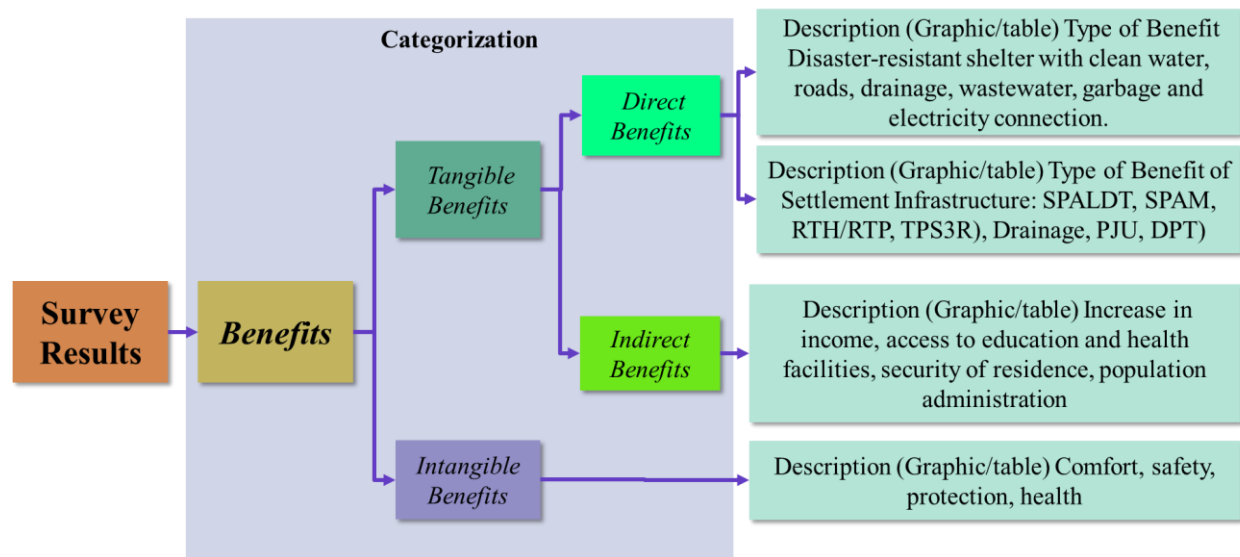 Categorization
Survey
Results
Benefits
Tangible
Benefits
Intangible
Benefits
Direct
Benefits
Indirect
Benefits
Description (Graphic/table) Type of Benefit
Disaster-resistant shelter with clean water,
roads, drainage, wastewater, garbage and
electricity connection.
Description (Graphic/table) Type of Benefit of
Settlement Infrastructure: SPALDT, SPAM,
RTH/RTP, TPS3R), Drainage, PJU, DPT)
Description (Graphic/table) Increase in
income, access to education and health
facilities, security of residence, population
administration
Description (Graphic/table) Comfort, safety,
protection, health